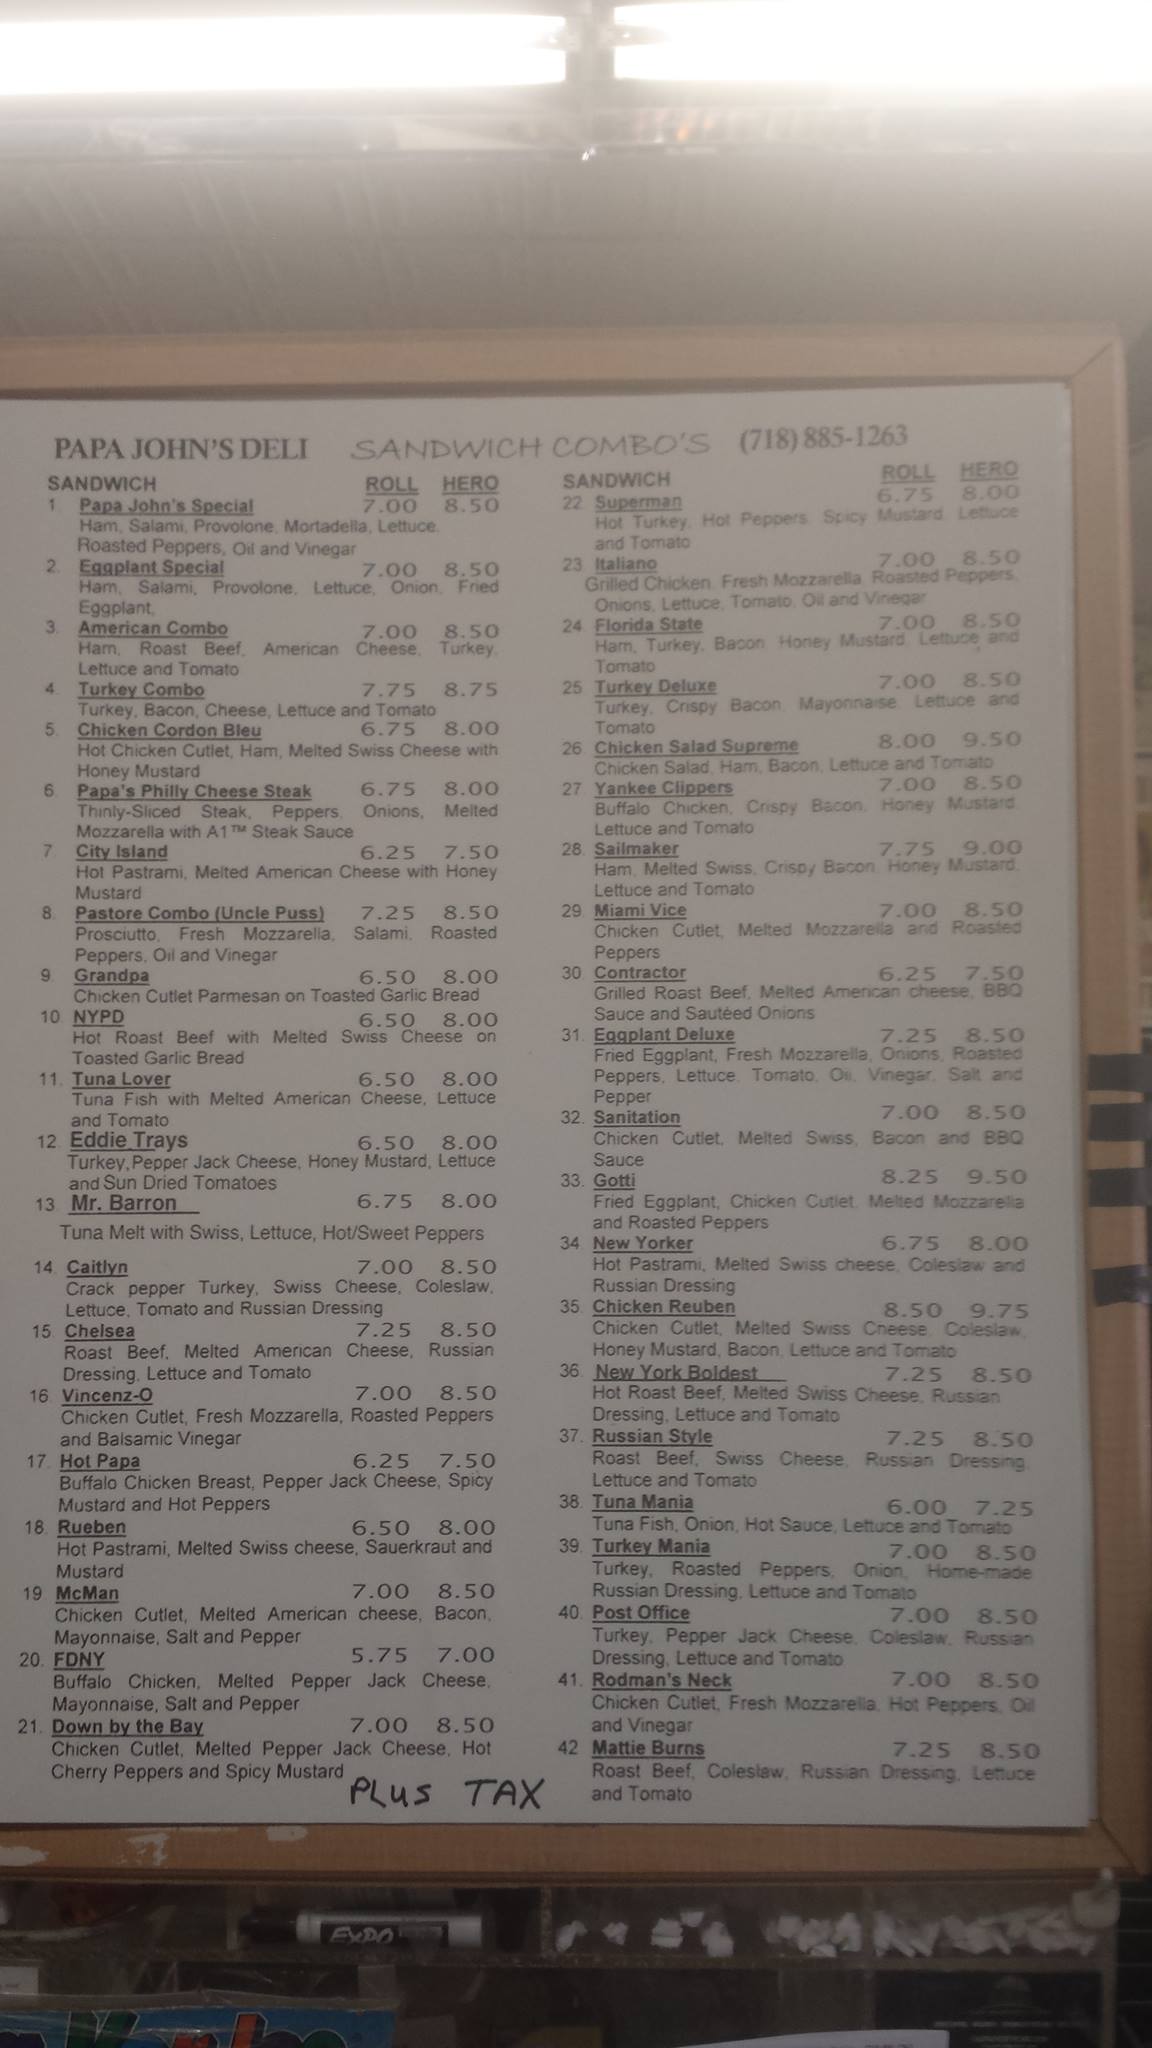 PAPA JOHN'S DELI SANDWICH COMBO'S (718) 885-1263
SANDWICH ROLL HERO
1. Papa John's Special 7.00 8.50
Ham, Salami, Provolone, Mortadella, Lettuce,
Roasted Peppers, Oil and Vinegar
2. Eggplant Special 7.00 8.50
Ham, Salami, Provolone, Lettuce, Onion, Fried
Eggplant,
3. American Combo 7.00 8.50
Ham, Roast Beef, American Cheese, Turkey,
Lettuce and Tomato
4. Turkey Combo 7.75 8.75
Turkey, Bacon, Cheese, Lettuce and Tomato
5. Chicken Cordon Bleu 6.75 8.00
Hot Chicken Cutlet, Ham, Melted Swiss Cheese with
Honey Mustard
6. Papa's Philly Cheese Steak 6.75 8.00
Thinly-Sliced Steak, Peppers, Onions, Melted
Mozzarella with A1™ Steak Sauce
7. City Island 6.25 7.50
Hot Pastrami, Melted American Cheese with Honey
Mustard
8. Pastore Combo (Uncle Puss) 7.25 8.50
Prosciutto, Fresh Mozzarella, Salami, Roasted
Peppers, Oil and Vinegar
9. Grandpa 6.50 8.00
Chicken Cutlet Parmesan on Toasted Garlic Bread
10. NYPD 6.50 8.00
Hot Roast Beef with Melted Swiss Cheese on
Toasted Garlic Bread
11. Tuna Lover 6.50 8.00
Tuna Fish with Melted American Cheese, Lettuce
and Tomato
12. Eddie Trays 6.50 8.00
Turkey, Pepper Jack Cheese, Honey Mustard, Lettuce
and Sun Dried Tomatoes
13. Mr. Barron 6.75 8.00
Tuna Melt with Swiss, Lettuce, Hot/Sweet Peppers
14. Caitlyn 7.00 8.50
Crack pepper Turkey, Swiss Cheese, Coleslaw,
Lettuce, Tomato and Russian Dressing
15. Chelsea 7.25 8.50
Roast Beef, Melted American Cheese, Russian
Dressing, Lettuce and Tomato
16. Vincenz-O 7.00 8.50
Chicken Cutlet, Fresh Mozzarella, Roasted Peppers
and Balsamic Vinegar
17. Hot Papa 6.25 7.50
Buffalo Chicken Breast, Pepper Jack Cheese, Spicy
Mustard and Hot Peppers
18. Rueben 6.50 8.00
Hot Pastrami, Melted Swiss cheese, Sauerkraut and
Mustard
19. McMan 7.00 8.50
Chicken Cutlet, Melted American cheese, Bacon,
Mayonnaise, Salt and Pepper
20. FDNY 5.75 7.00
Buffalo Chicken, Melted Pepper Jack Cheese,
Mayonnaise, Salt and Pepper
21. Down by the Bay 7.00 8.50
Chicken Cutlet, Melted Pepper Jack Cheese, Hot
Cherry Peppers and Spicy Mustard
PLUS TAX
SANDWICH ROLL HERO
22. Superman 6.75 8.00
Hot Turkey, Hot Peppers, Spicy Mustard, Lettuce
and Tomato
23. Italiano 7.00 8.50
Grilled Chicken, Fresh Mozzarella, Roasted Peppers,
Onions, Lettuce, Tomato, Oil and Vinegar
24. Florida State 7.00 8.50
Ham, Turkey, Bacon, Honey Mustard, Lettuce and
Tomato
25. Turkey Deluxe 7.00 8.50
Turkey, Crispy Bacon, Mayonnaise, Lettuce and
Tomato
26. Chicken Salad Supreme 8.00 9.50
Chicken Salad, Ham, Bacon, Lettuce and Tomato
27. Yankee Clippers 7.00 8.50
Buffalo Chicken, Crispy Bacon, Honey Mustard,
Lettuce and Tomato
28. Sailmaker 7.75 9.00
Ham, Melted Swiss, Crispy Bacon, Honey Mustard,
Lettuce and Tomato
29. Miami Vice 7.00 8.50
Chicken Cutlet, Melted Mozzarella and Roasted
Peppers
30. Contractor 6.25 7.50
Grilled Roast Beef, Melted American cheese, BBQ
Sauce and Sautéed Onions
31. Eggplant Deluxe 7.25 8.50
Fried Eggplant, Fresh Mozzarella, Onions, Roasted
Peppers, Lettuce, Tomato, Oil, Vinegar, Salt and
Pepper
32. Sanitation 7.00 8.50
Chicken Cutlet, Melted Swiss, Bacon and BBQ
Sauce
33. Gotti 8.25 9.50
Fried Eggplant, Chicken Cutlet, Melted Mozzarella
and Roasted Peppers
34. New Yorker 6.75 8.00
Hot Pastrami, Melted Swiss cheese, Coleslaw and
Russian Dressing
35. Chicken Reuben 8.50 9.75
Chicken Cutlet, Melted Swiss Cheese, Coleslaw,
Honey Mustard, Bacon, Lettuce and Tomato
36. New York Boldest 7.25 8.50
Hot Roast Beef, Melted Swiss Cheese, Russian
Dressing, Lettuce and Tomato
37. Russian Style 7.25 8.50
Roast Beef, Swiss Cheese, Russian Dressing,
Lettuce and Tomato
38. Tuna Mania 6.00 7.25
Tuna Fish, Onion, Hot Sauce, Lettuce and Tomato
39. Turkey Mania 7.00 8.50
Turkey, Roasted Peppers, Onion, Home-made
Russian Dressing, Lettuce and Tomato
40. Post Office 7.00 8.50
Turkey, Pepper Jack Cheese, Coleslaw, Russian
Dressing, Lettuce and Tomato
41. Rodman's Neck 7.00 8.50
Chicken Cutlet, Fresh Mozzarella, Hot Peppers, Oil
and Vinegar
42 Mattie Burns 7.25 8.50
Roast Beef, Coleslaw, Russian Dressing, Lettuce
and Tomato
EXPO